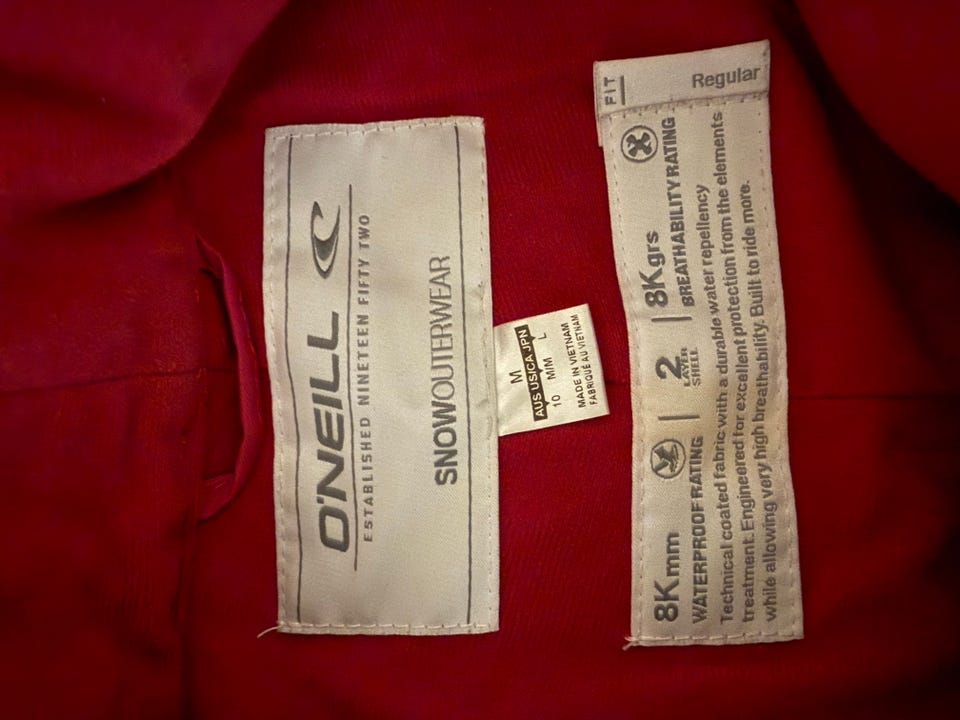 O'NEILL
ESTABLISHED NINETEEN FIFTY TWO
SNOWOUTERWEAR
M
AUS US/CA JPN
10 M/M L
MADE IN VIETNAM
FABRIQUÉ AU VIETNAM
FIT
Regular
8Kmm
WATERPROOF RATING
2
LAYER
SHELL
8Kgrs
BREATHABILITY RATING
Technical coated fabric with a durable water repellency
treatment. Engineered for excellent protection from the elements
while allowing very high breathability. Built to ride more.